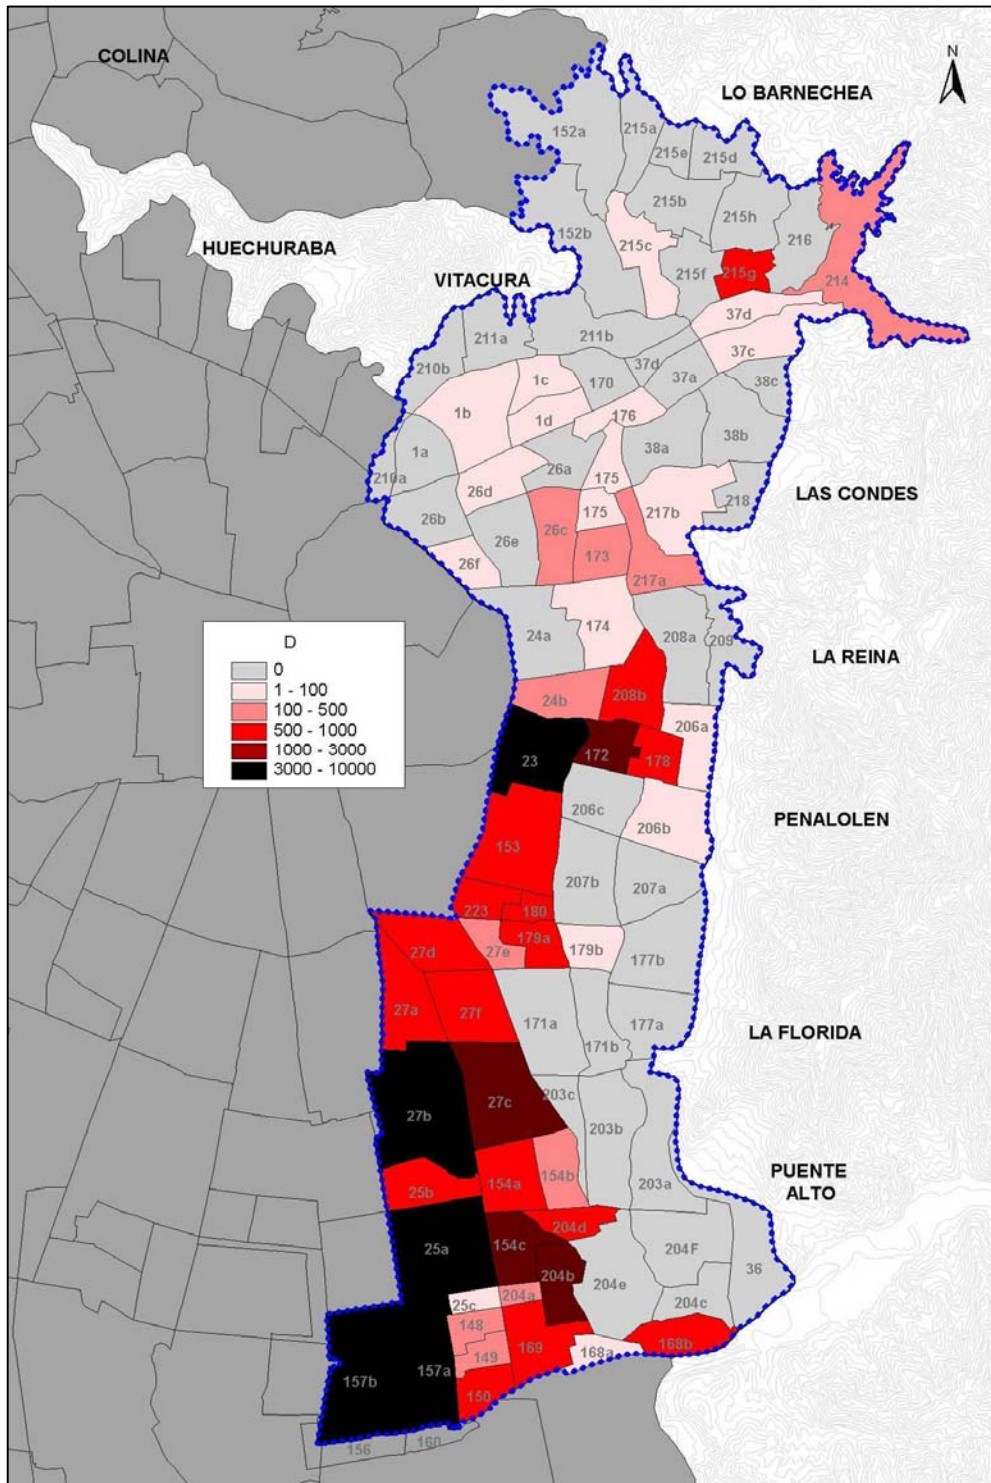 COLINA
N
LO BARNECHEA
152a
215a
215e
215d
215b
215h
HUECHURABA
152b
215c
216
VITACURA
215f
215g
214
37d
211a
211b
37c
210b
37d
1c
170
37a
38c
1b
1d
176
38b
1a
38a
26a
210a
175
26d
LAS CONDES
218
26b
175
217b
26c
26e
173
26f
217a
24a
174
208a
D
209
LA REINA
0
1 - 100
100 - 500
500 - 1000
1000 - 3000
3000 - 10000
24b
208b
206a
23
172
178
206c
PENALOLEN
206b
153
207b
207a
223
180
179a
27d
27e
179b
177b
27a
27f
171a
177a
LA FLORIDA
171b
203c
27c
27b
203b
PUENTE
ALTO
154b
154a
203a
25b
204d
25a
154c
204F
36
204b
204e
204a
25c
204c
148
169
168b
149
168a
157a
157b
150
156
160